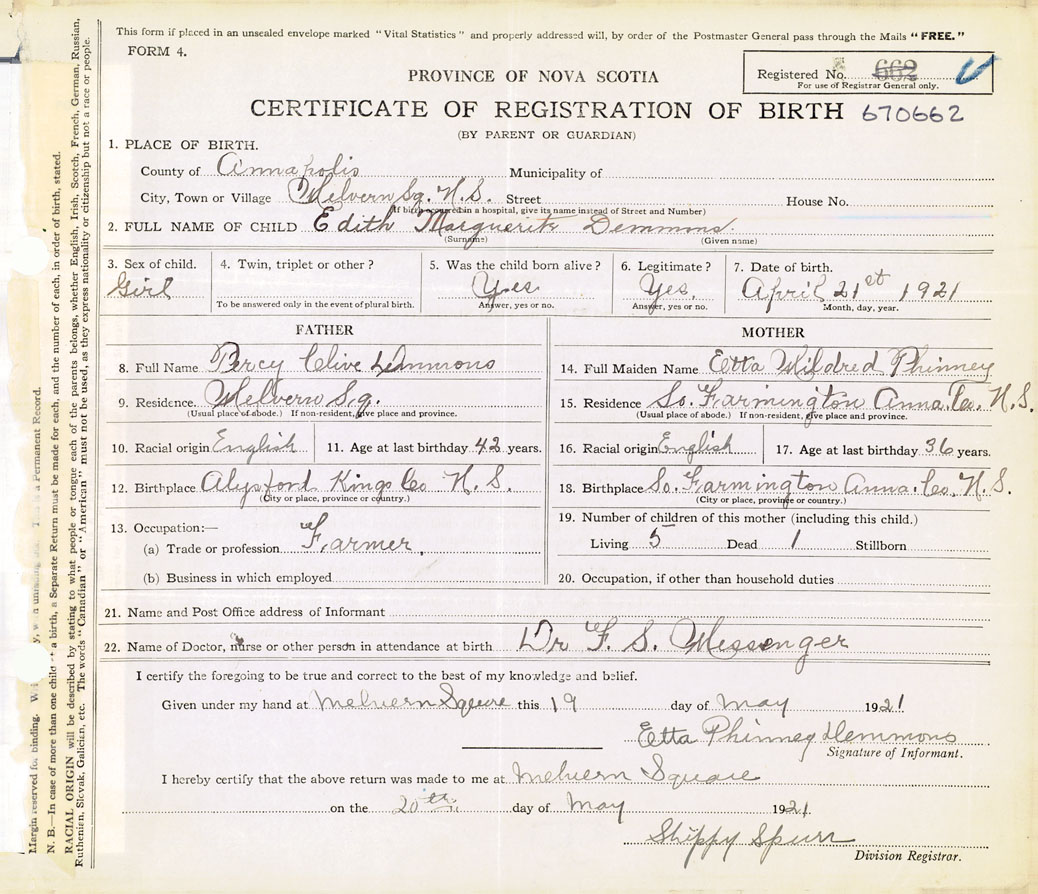 This form if placed in an unsealed envelope marked "Vital Statistics" and properly addressed will, by order of the Postmaster General pass through the Mails "FREE."
FORM 4.
Registered No. 662
For use of Registrar General only.
PROVINCE OF NOVA SCOTIA
CERTIFICATE OF REGISTRATION OF BIRTH 670662
(BY PARENT OR GUARDIAN)
1. PLACE OF BIRTH.
County of Annapolis Municipality of
City, Town or Village Melvern Sq. N.S. Street House No.
(If birth occurred in a hospital, give its name instead of Street and Number)
2. FULL NAME OF CHILD Edith Marguerite Demmons.
(Surname) (Given name)
3. Sex of child. 4. Twin, triplet or other? 5. Was the child born alive? 6. Legitimate? 7. Date of birth.
Girl Yes Yes. April 21st 1921
To be answered only in the event of plural birth. Answer, yes or no. Answer, yes or no. Month, day, year.
FATHER
8. Full Name Percy Clive Demmons
9. Residence. Melvern Sq.
(Usual place of abode.) If non-resident, give place and province.
10. Racial origin English 11. Age at last birthday 42 years.
12. Birthplace Alysford Kings Co N.S
(City or place, province or country.)
13. Occupation:—
(a) Trade or profession Farmer.
(b) Business in which employed
MOTHER
14. Full Maiden Name Etta Mildred Phinney
15. Residence So. Farmington Anna. Co. N.S.
(Usual place of abode.) If non-resident, give place and province.
16. Racial origin English 17. Age at last birthday 36 years.
18. Birthplace So. Farmington Anna. Co. N.S.
(City or place, province or country.)
19. Number of children of this mother (including this child.)
Living 5 Dead 1 Stillborn
20. Occupation, if other than household duties
21. Name and Post Office address of Informant
22. Name of Doctor, nurse or other person in attendance at birth Dr F. S. Messenger
I certify the foregoing to be true and correct to the best of my knowledge and belief.
Given under my hand at Melvern Square this 19 day of May 1921
Etta Phinney Demmons
Signature of Informant.
I hereby certify that the above return was made to me at Melvern Square
on the 20th. day of May 1921
Shippy Spurr
Division Registrar.
Margin reserved for binding. This is a Permanent Record.
N. B.—In case of more than one child a birth, a Separate Return must be made for each, and the number of each, in order of birth, stated.
RACIAL ORIGIN will be described by stating to what people or tongue each of the parents belongs, whether English, Irish, Scotch, French, German, Russian,
Ruthenian, Slovak, Galician, etc. The words "Canadian" or "American" must not be used, as they express nationality or citizenship but not a race or people.